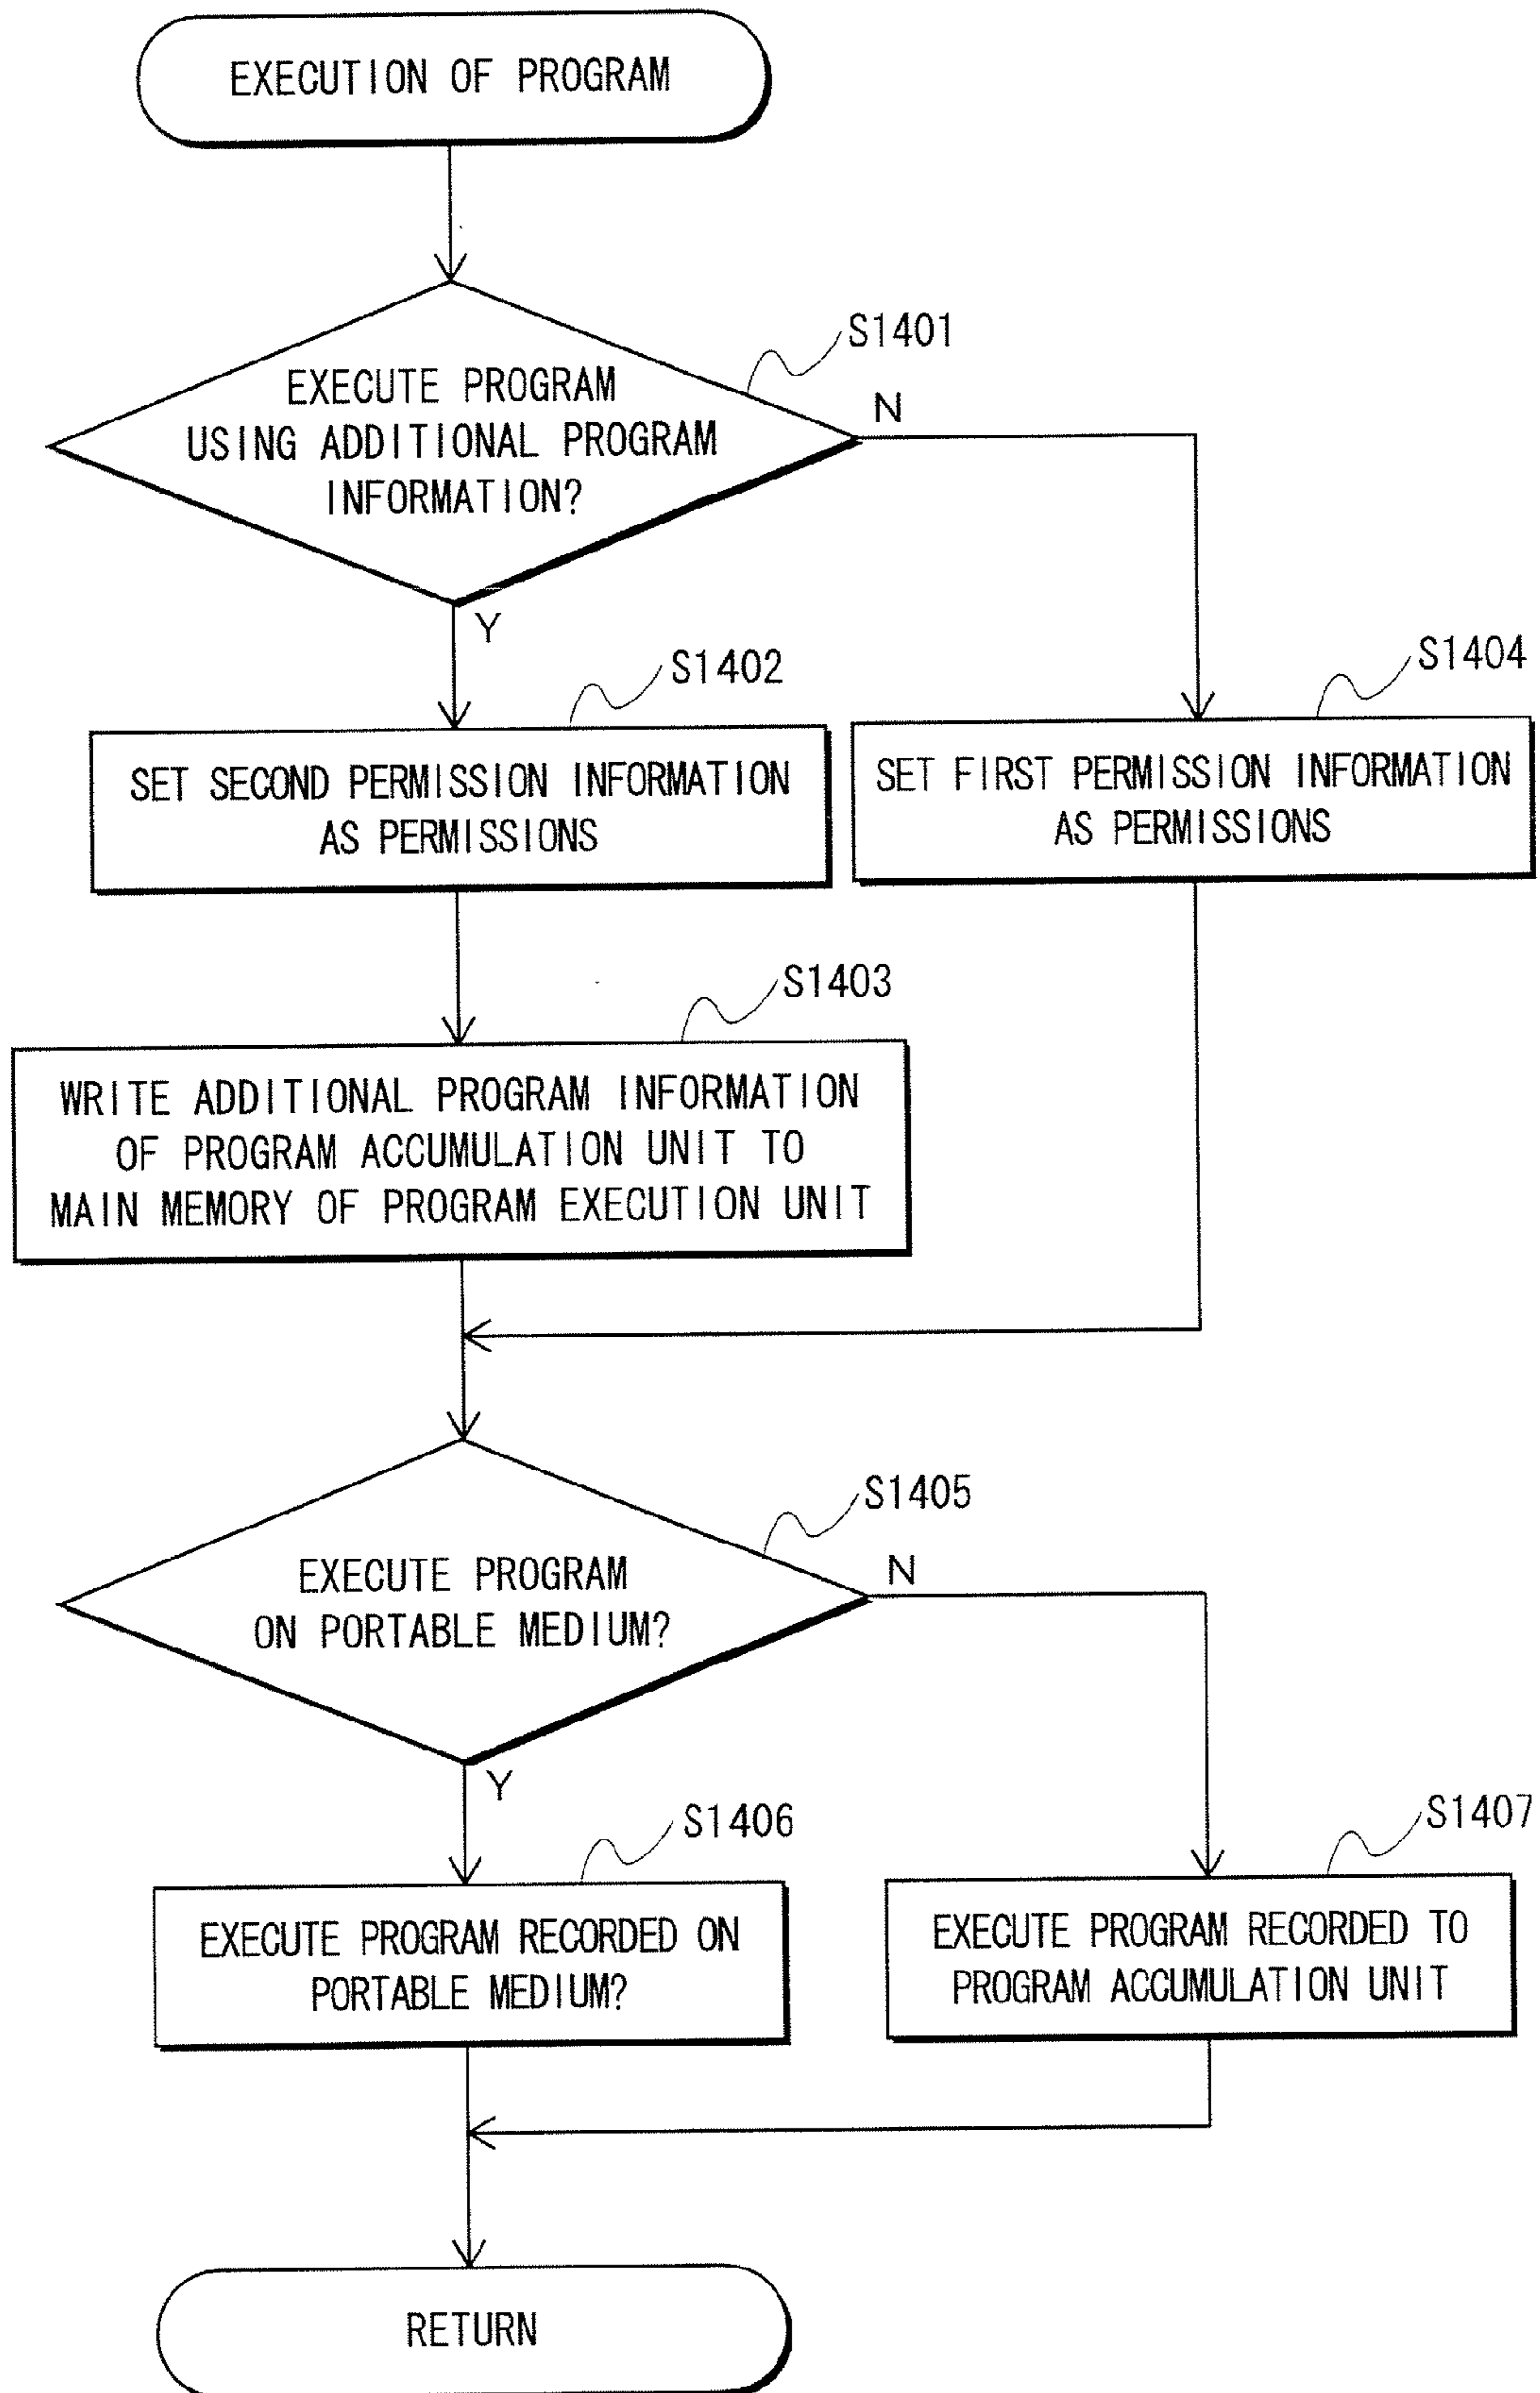 EXECUTION OF PROGRAM
S1401
EXECUTE PROGRAM
USING ADDITIONAL PROGRAM
INFORMATION?
N
Y
S1402
SET SECOND PERMISSION INFORMATION
AS PERMISSIONS
S1404
SET FIRST PERMISSION INFORMATION
AS PERMISSIONS
S1403
WRITE ADDITIONAL PROGRAM INFORMATION
OF PROGRAM ACCUMULATION UNIT TO
MAIN MEMORY OF PROGRAM EXECUTION UNIT
S1405
EXECUTE PROGRAM
ON PORTABLE MEDIUM?
N
Y
S1406
EXECUTE PROGRAM RECORDED ON
PORTABLE MEDIUM?
S1407
EXECUTE PROGRAM RECORDED TO
PROGRAM ACCUMULATION UNIT
RETURN